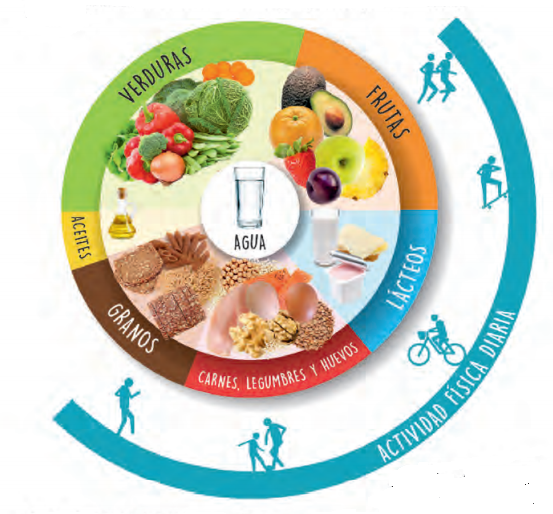 VERDURAS
FRUTAS
AGUA
ACEITES
LÁCTEOS
GRANOS
CARNES, LEGUMBRES Y HUEVOS
ACTIVIDAD FÍSICA DIARIA